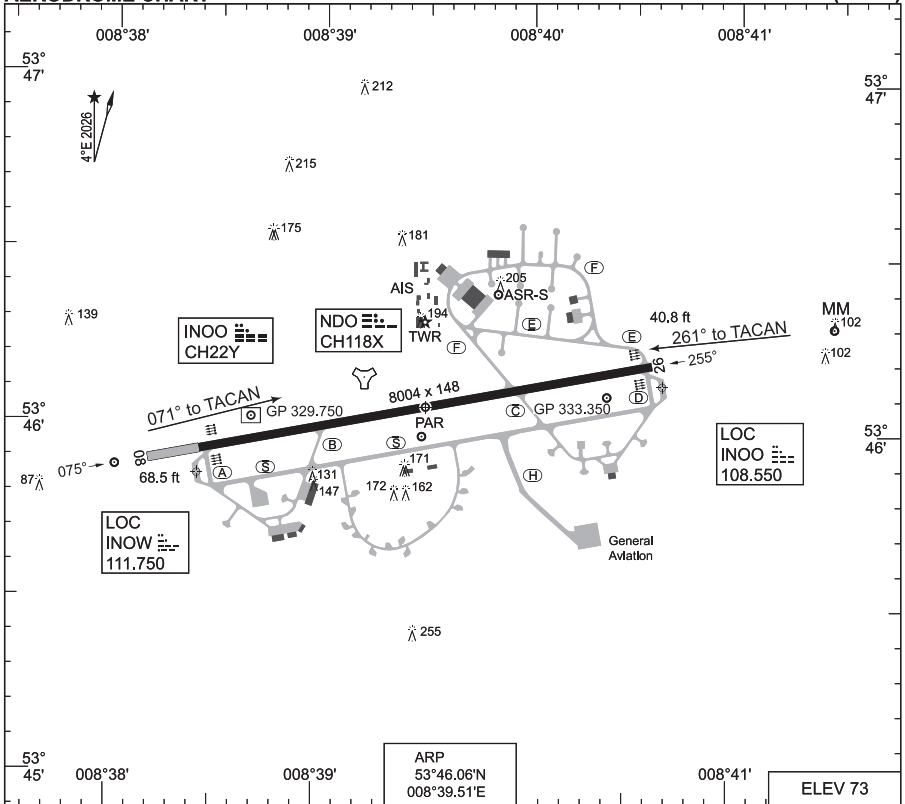 008°38'
008°39'
008°40'
008°41'
53°
47'
53°
47'
4°E 2026
212
215
175
181
205
ASR-S
AIS
194
TWR
139
F
E
E
F
40.8 ft
261° to TACAN
MM
102
102
INOO
CH22Y
NDO
CH118X
26
255°
071° to TACAN
8004 x 148
GP 329.750
PAR
C
GP 333.350
D
53°
46'
53°
46'
B
S
08
075°
68.5 ft
A
S
87
131
147
171
172
162
H
LOC
INOO
108.550
LOC
INOW
111.750
General
Aviation
255
53°
45'
008°38'
008°39'
008°41'
ARP
53°46.06'N
008°39.51'E
ELEV 73